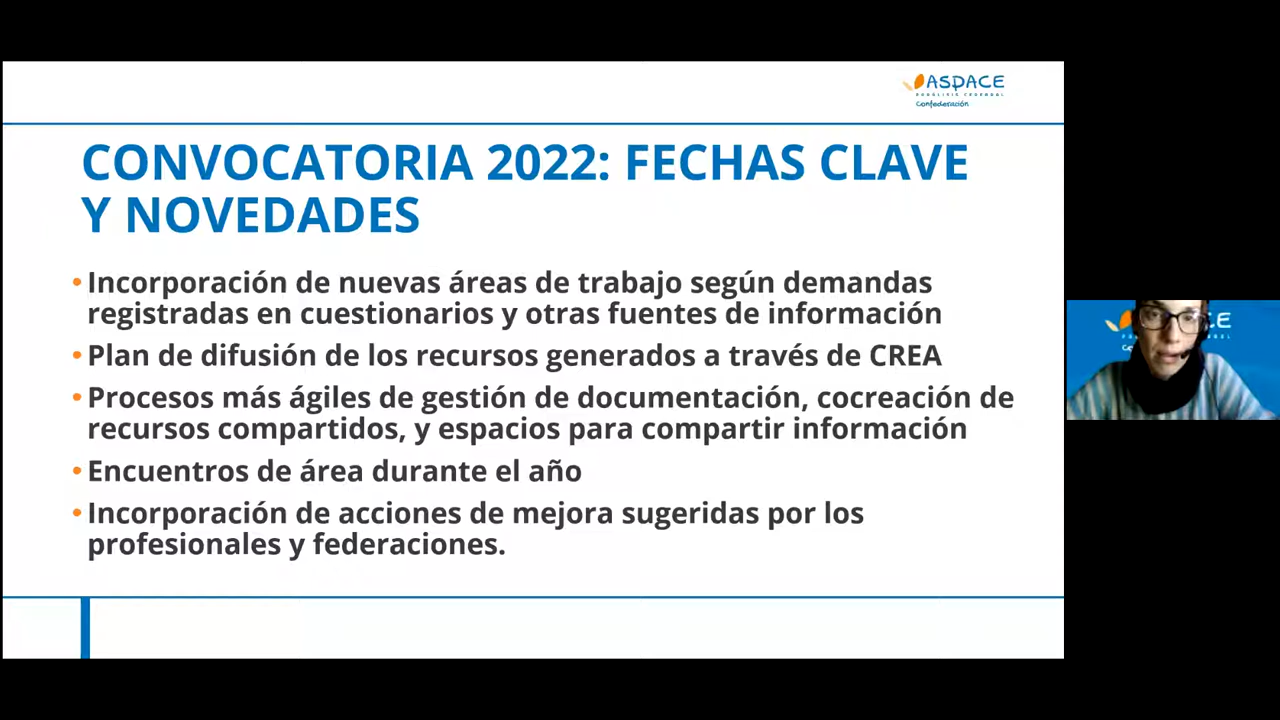 ASPACE
PARÁLISIS CEREBRAL
Confederación
CONVOCATORIA 2022: FECHAS CLAVE
Y NOVEDADES
• Incorporación de nuevas áreas de trabajo según demandas
registradas en cuestionarios y otras fuentes de información
• Plan de difusión de los recursos generados a través de CREA
• Procesos más ágiles de gestión de documentación, cocreación de
recursos compartidos, y espacios para compartir información
• Encuentros de área durante el año
• Incorporación de acciones de mejora sugeridas por los
profesionales y federaciones.